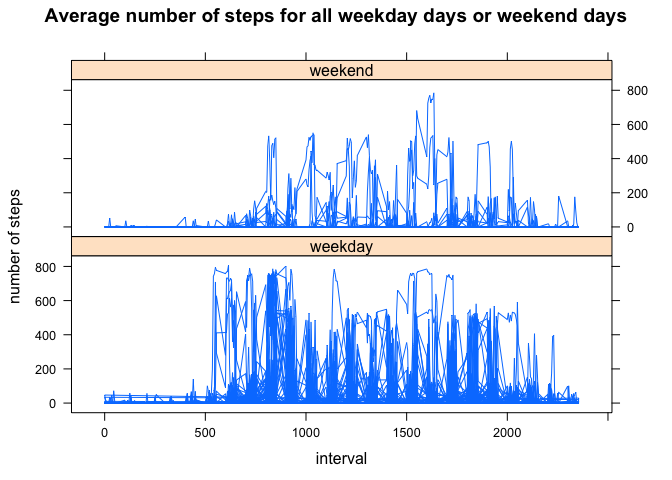 Average number of steps for all weekday days or weekend days
weekend
800
600
400
200
0
number of steps
weekday
800
600
400
200
0
0 500 1000 1500 2000
interval